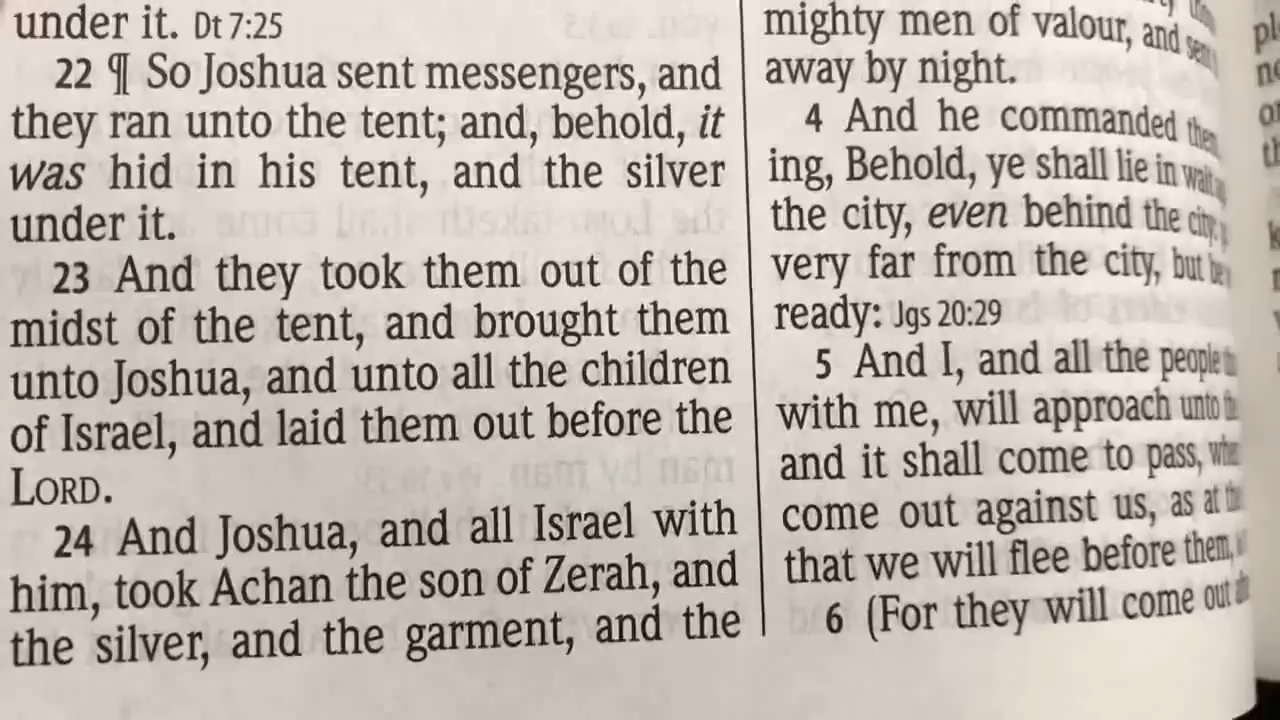 under it. Dt 7:25
22 ¶ So Joshua sent messengers, and
they ran unto the tent; and, behold, it
was hid in his tent, and the silver
under it.
23 And they took them out of the
midst of the tent, and brought them
unto Joshua, and unto all the children
of Israel, and laid them out before the
LORD.
24 And Joshua, and all Israel with
him, took Achan the son of Zerah, and
the silver, and the garment, and the
mighty men of valour, and
away by night.
4 And he commanded
ing, Behold, ye shall lie in wait
the city, even behind the city,
very far from the city, but
ready: Jgs 20:29
5 And I, and all the people
with me, will approach unto
and it shall come to pass,
come out against us, as at
that we will flee before them,
6 (For they will come out